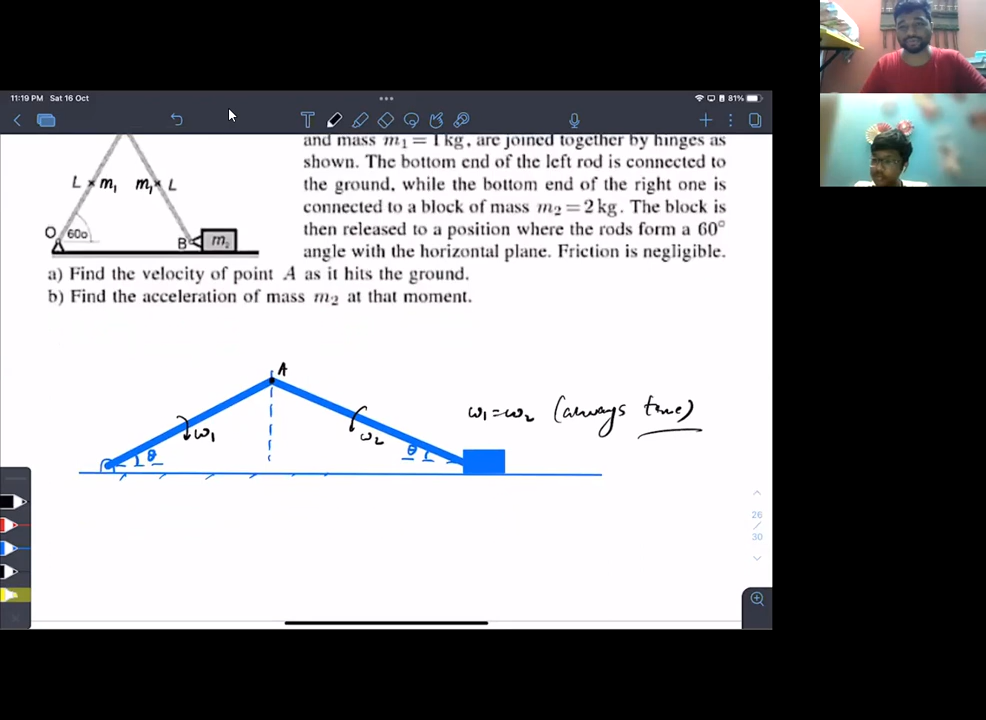 11:19 PM Sat 16 Oct
81%
and mass m₁ = 1 kg, are joined together by hinges as
shown. The bottom end of the left rod is connected to
the ground, while the bottom end of the right one is
connected to a block of mass m₂ = 2 kg. The block is
then released to a position where the rods form a 60°
angle with the horizontal plane. Friction is negligible.
L m₁ m₁ L
O 60°
B m₂
a) Find the velocity of point A as it hits the ground.
b) Find the acceleration of mass m₂ at that moment.
A
ω₁
ω₂
θ
θ
ω₁=ω₂ (always true)
26
/
30